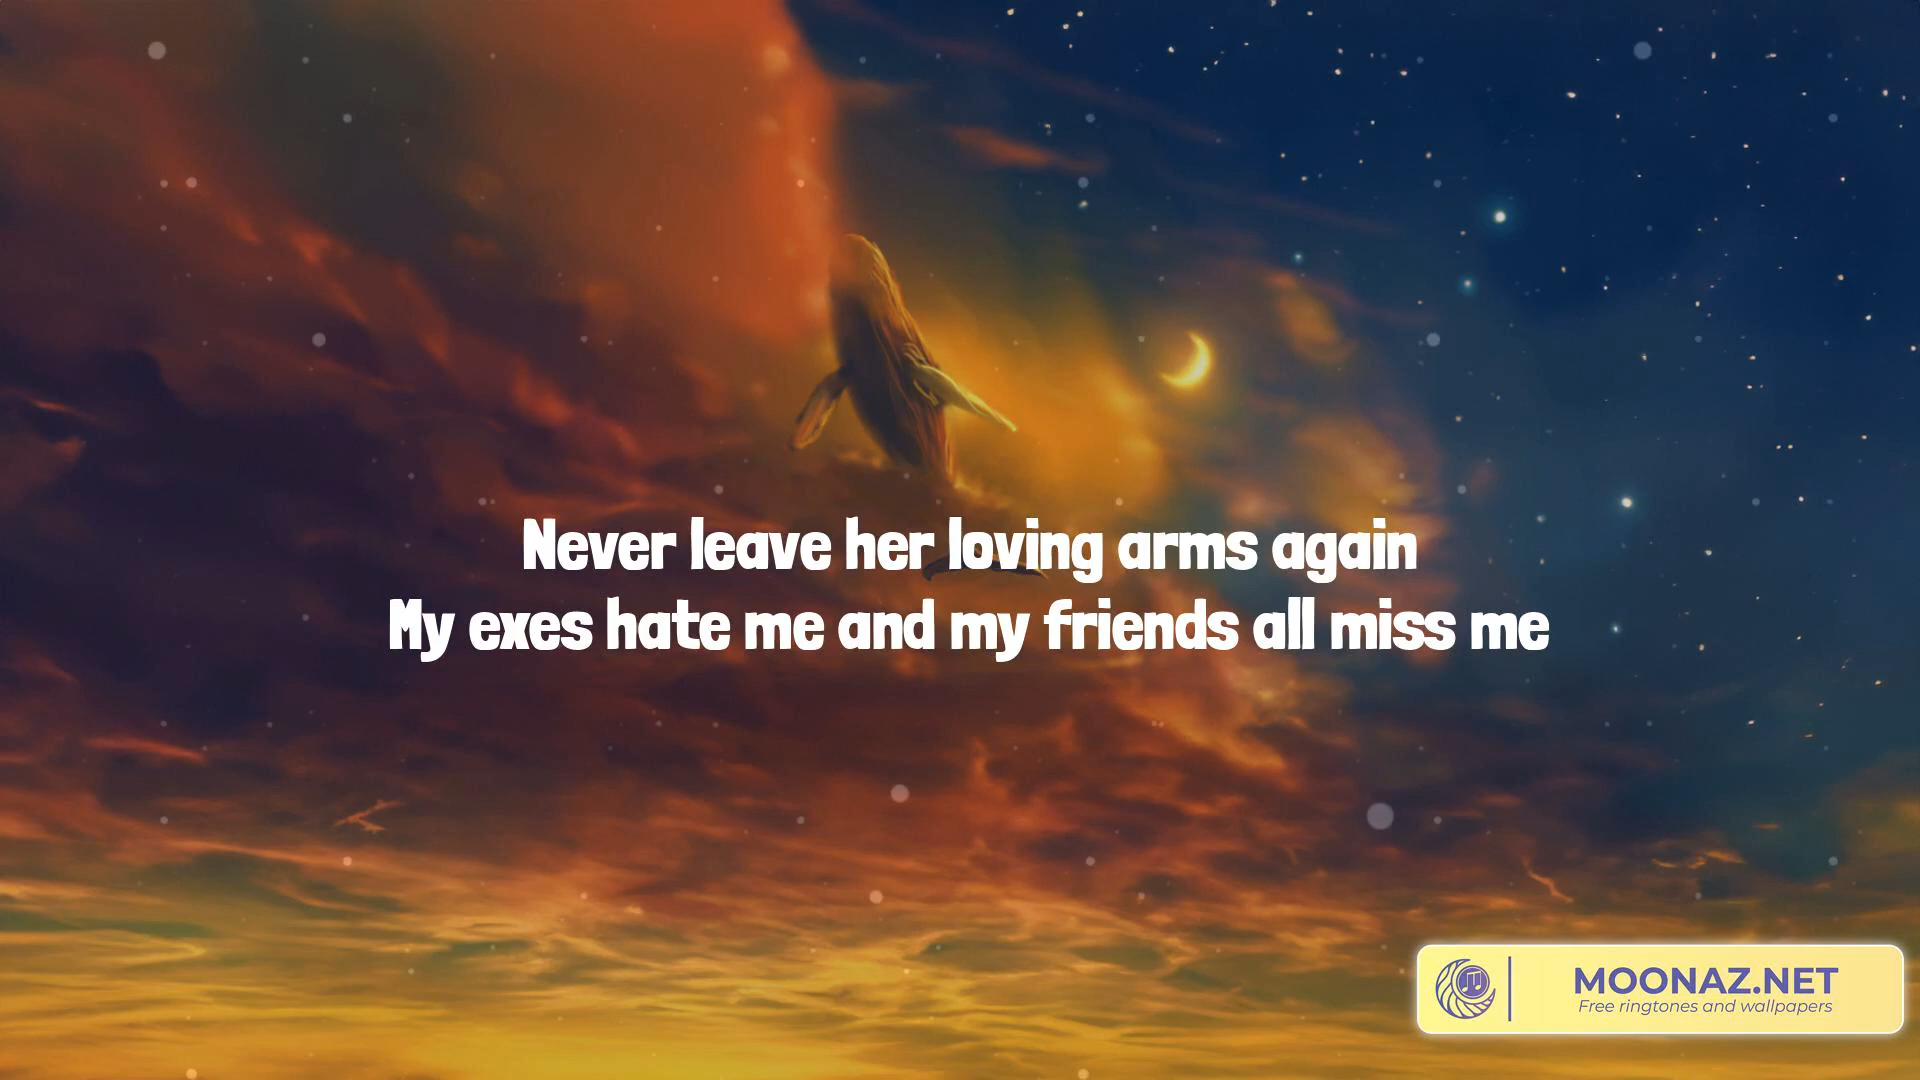 Never leave her loving arms again
My exes hate me and my friends all miss me
MOONAZ.NET
Free ringtones and wallpapers